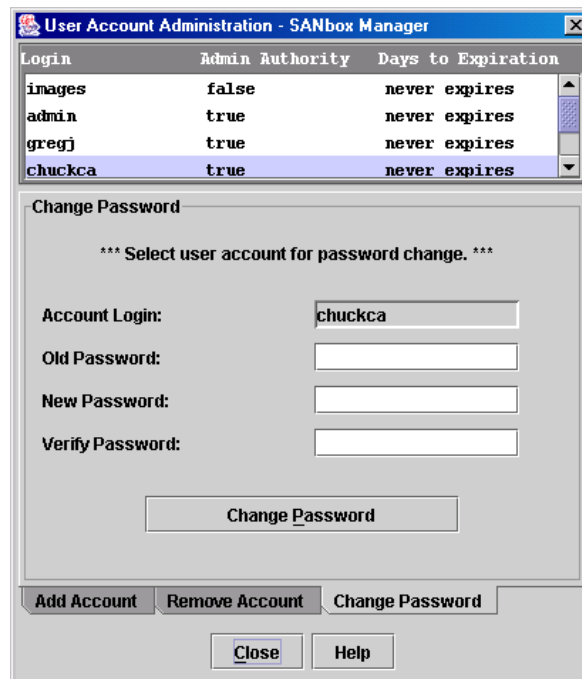 User Account Administration - SANbox Manager
Login Admin Authority Days to Expiration
images false never expires
admin true never expires
gregj true never expires
chuckca true never expires
Change Password
*** Select user account for password change. ***
Account Login: chuckca
Old Password:
New Password:
Verify Password:
Change Password
Add Account Remove Account Change Password
Close Help